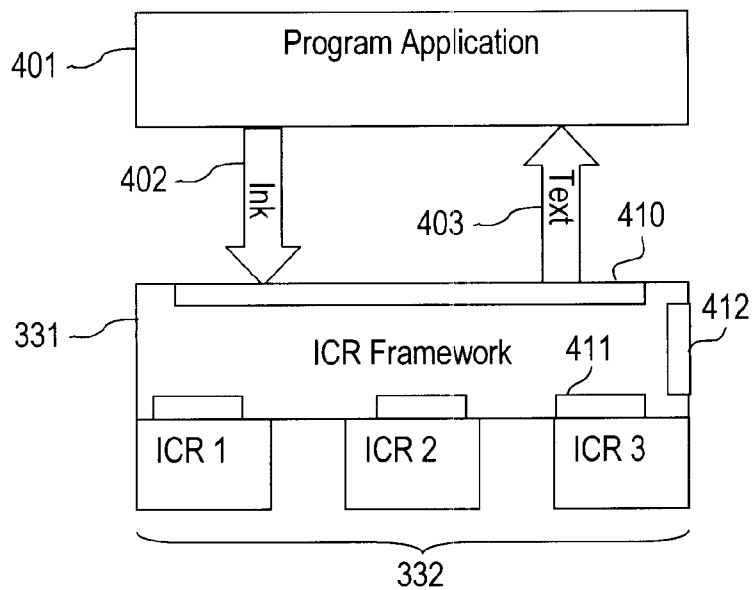 Program Application
401
402
Ink
Text
403
410
412
331
ICR Framework
411
ICR 1
ICR 2
ICR 3
332